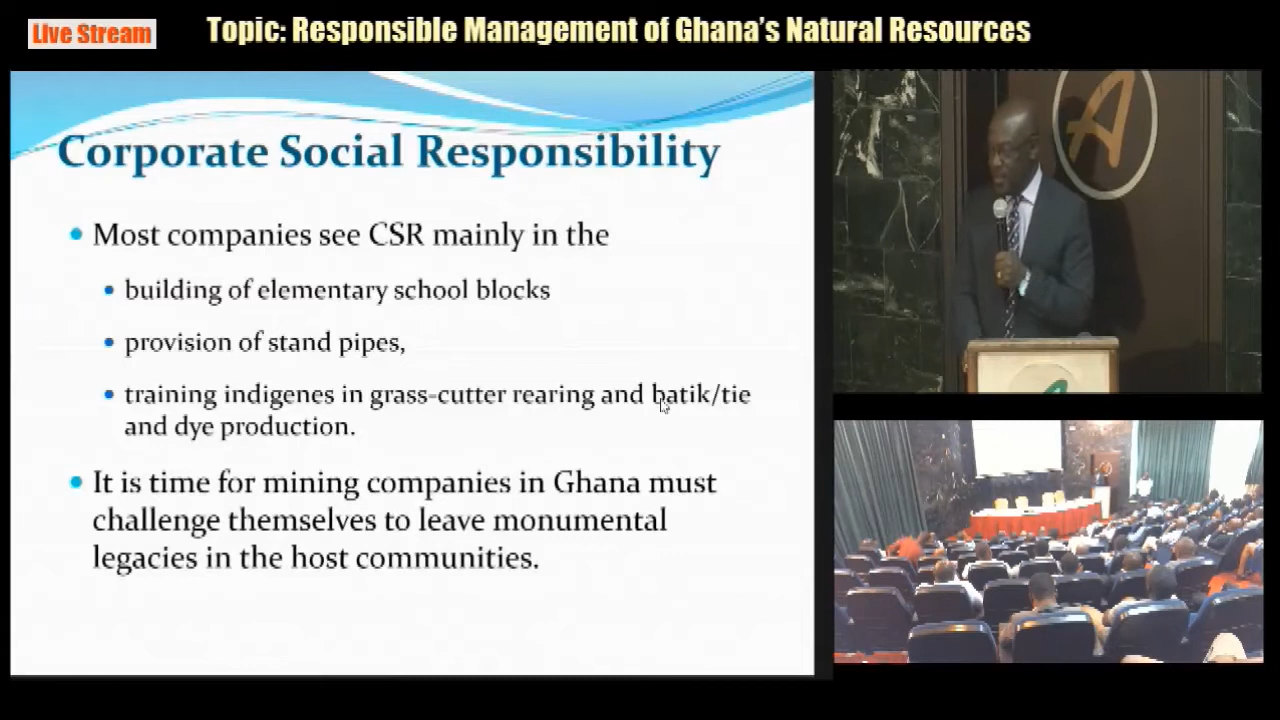 Live Stream
Topic: Responsible Management of Ghana's Natural Resources
Corporate Social Responsibility
Most companies see CSR mainly in the
building of elementary school blocks
provision of stand pipes,
training indigenes in grass-cutter rearing and batik/tie
and dye production.
It is time for mining companies in Ghana must
challenge themselves to leave monumental
legacies in the host communities.
A